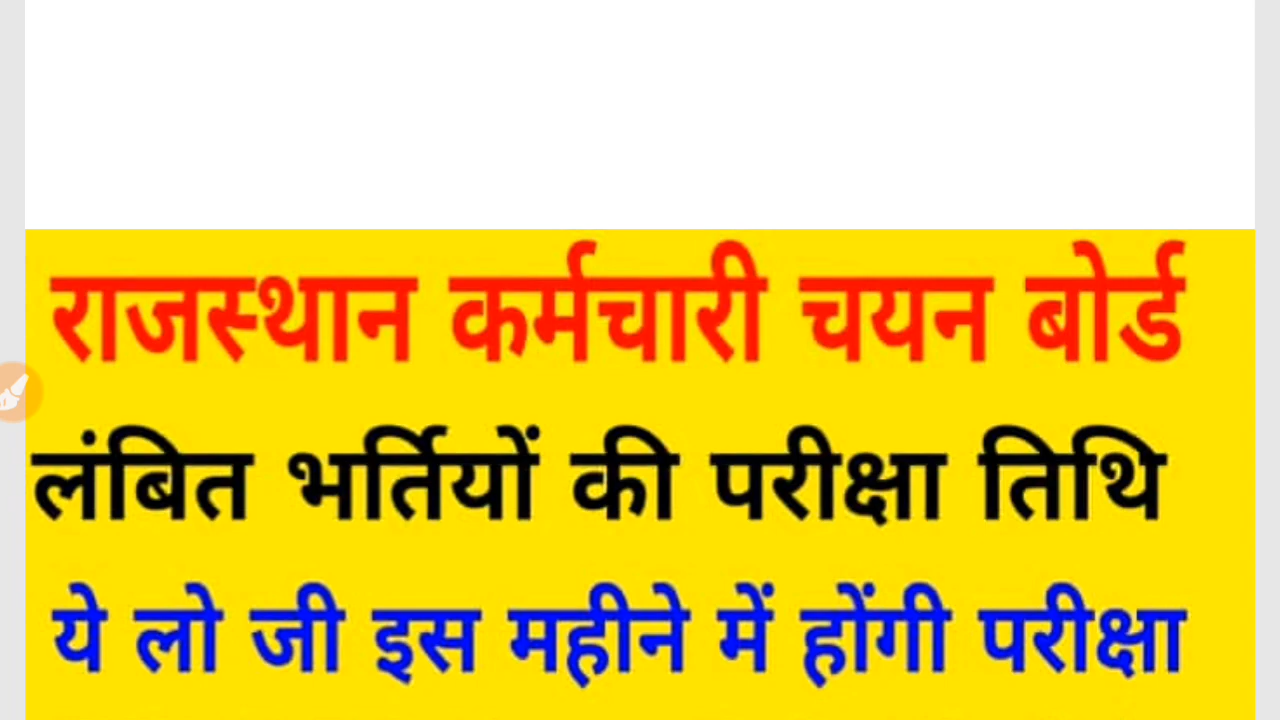 राजस्थान कर्मचारी चयन बोर्ड
लंबित भर्तियों की परीक्षा तिथि
ये लो जी इस महीने में होंगी परीक्षा